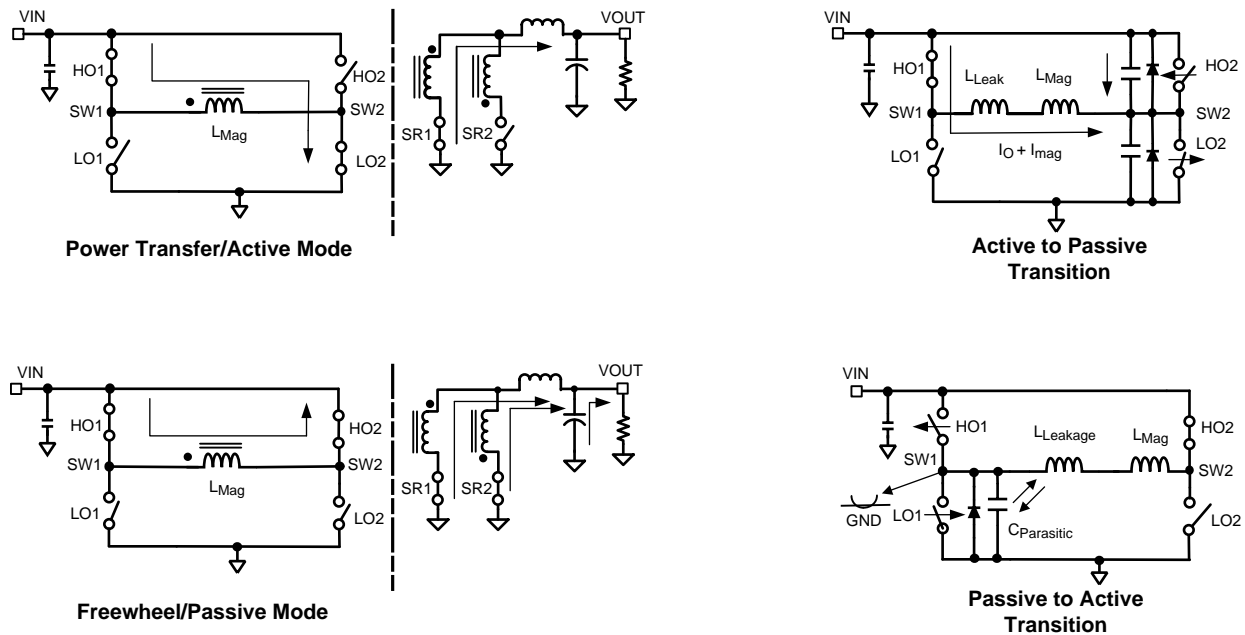 VIN
HO1
HO2
SW1
SW2
LMag
LO1
LO2
VOUT
SR1
SR2
Power Transfer/Active Mode
VIN
HO1
HO2
LLeak
LMag
SW1
SW2
LO1
LO2
IO + Imag
Active to Passive
Transition
VIN
HO1
HO2
SW1
SW2
LMag
LO1
LO2
VOUT
SR1
SR2
Freewheel/Passive Mode
VIN
HO1
HO2
LLeakage
LMag
SW1
SW2
GND
LO1
LO2
CParasitic
Passive to Active
Transition